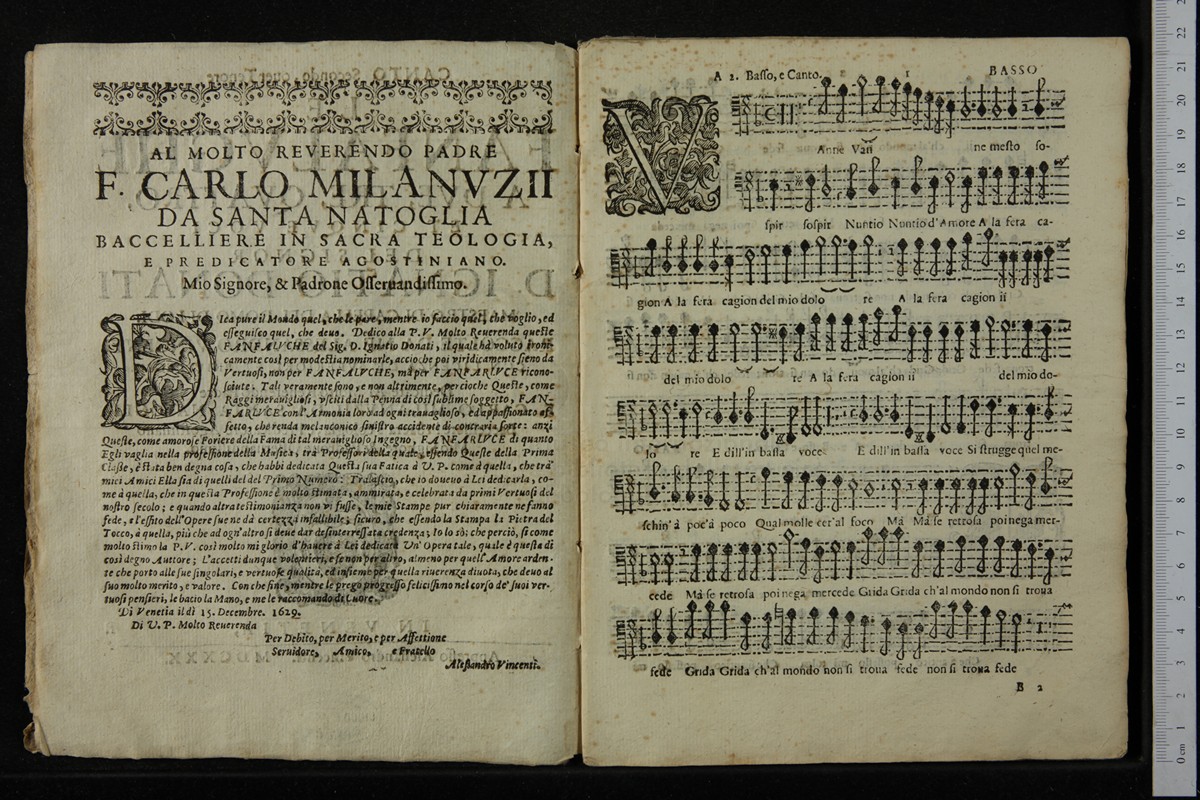 AL MOLTO REVERENDO PADRE
F. CARLO MILANVZII
DA SANTA NATOGLIA
BACCELLIERE IN SACRA TEOLOGIA,
E PREDICATORE AGOSTINIANO.
Mio Signore, & Padrone Osseruandissimo.
DIca pure il Mondo quel, che le pare, mentre io faccio quel, che voglio, ed
esseguisco quel, che deuo. Dedico alla P. V. Molto Reuerenda queste
FANFALVCHE del Sig. D. Ignatio Donati, il quale hà voluto ironi-
camente così per modestia nominarle, accioche poi viridicamente sieno da
Vertuosi, non per FANFALVCHE, mà per FANFARLVCE ricono-
sciute. Tali veramente sono, e non altrimente, percioche Queste, come
Raggi merauigliosi, vsciti dalla Penna di così sublime soggetto, FAN-
FARLVCE con l'Armonia loro ad ogni trauaglioso, ed appassionato af-
fetto, che renda melanconico sinistro accidente di contraria sorte: anzi
Queste, come amorose Foriere della Fama di tal merauiglioso Ingegno, FANFARLVCE di quanto
Egli vaglia nella professione della Musica, trà Professori della quale, essendo Queste della Prima
Classe, è stata ben degna cosa, che habbi dedicata Questa sua Fatica à V. P. come à quella, che trà
mici Amici Ella sia di quelli del del Primo Numero: Tralascio, che io doueuo à Lei dedicarla, co-
me à quella, che in questa Professione è molto stimata, ammirata, e celebrata da primi Vertuosi del
nostro secolo; e quando altra testimonianza non vi fusse, le mie Stampe pur chiaramente ne fanno
fede, e l'essito dell'Opere sue ne dà certezza infallibile; sicuro, che essendo la Stampa la Pietra del
Tocco, à quella, più che ad ogn'altro si deue dar desinteressata credenza; Io lo sò: che perciò, si come
molto stimo la P. V. così molto mi glorio d'hauere à Lei dedicata Vn' Opera tale, quale è questa di
così degno Auttore; L'accetti dunque volentieri, e se non per altro, almeno per quell'Amore arden-
te che porto alle sue singolari, e vertuose qualità, ed insieme per quella riuerenza diuota, che deuo al
suo molto merito, e valore. Con che fine, mentre le prego progresso felicissimo nel corso de' suoi ver-
tuosi pensieri, le bacio la Mano, e me le raccomando di Cuore.
Di Venetia il dì 15. Decembre. 1629.
Di V. P. Molto Reuerenda
Per Debito, per Merito, e per Affettione
Seruidore, Amico, e Fratello
Alessandro Vincenti.
A 2. Basso, e Canto. 1 BASSO
VAnne Van ne mesto so-
spir sospir Nuntio Nuntio d'Amore A la fera ca-
gion A la fera cagion del mio dolo re A la fera cagion ii
del mio dolo re A la fera cagion ii del mio do-
lo re E dill'in bassa voce E dill'in bassa voce Si strugge quel me-
schin' à poc'à poco Qual molle cer'al foco Mà Mà se retrosa poi nega mer-
cede Mà se retrosa poi nega mercede Grida Grida ch'al mondo non si troua
fede Grida Grida ch'al mondo non si troua fede non si troua fede
B 2